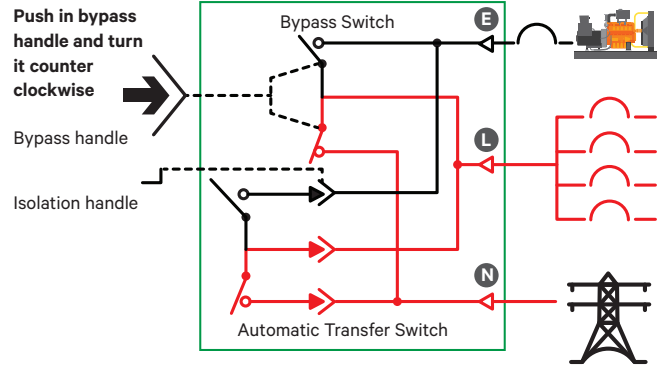 Push in bypass
handle and turn
it counter
clockwise
Bypass handle
Isolation handle
Bypass Switch
E
L
N
Automatic Transfer Switch